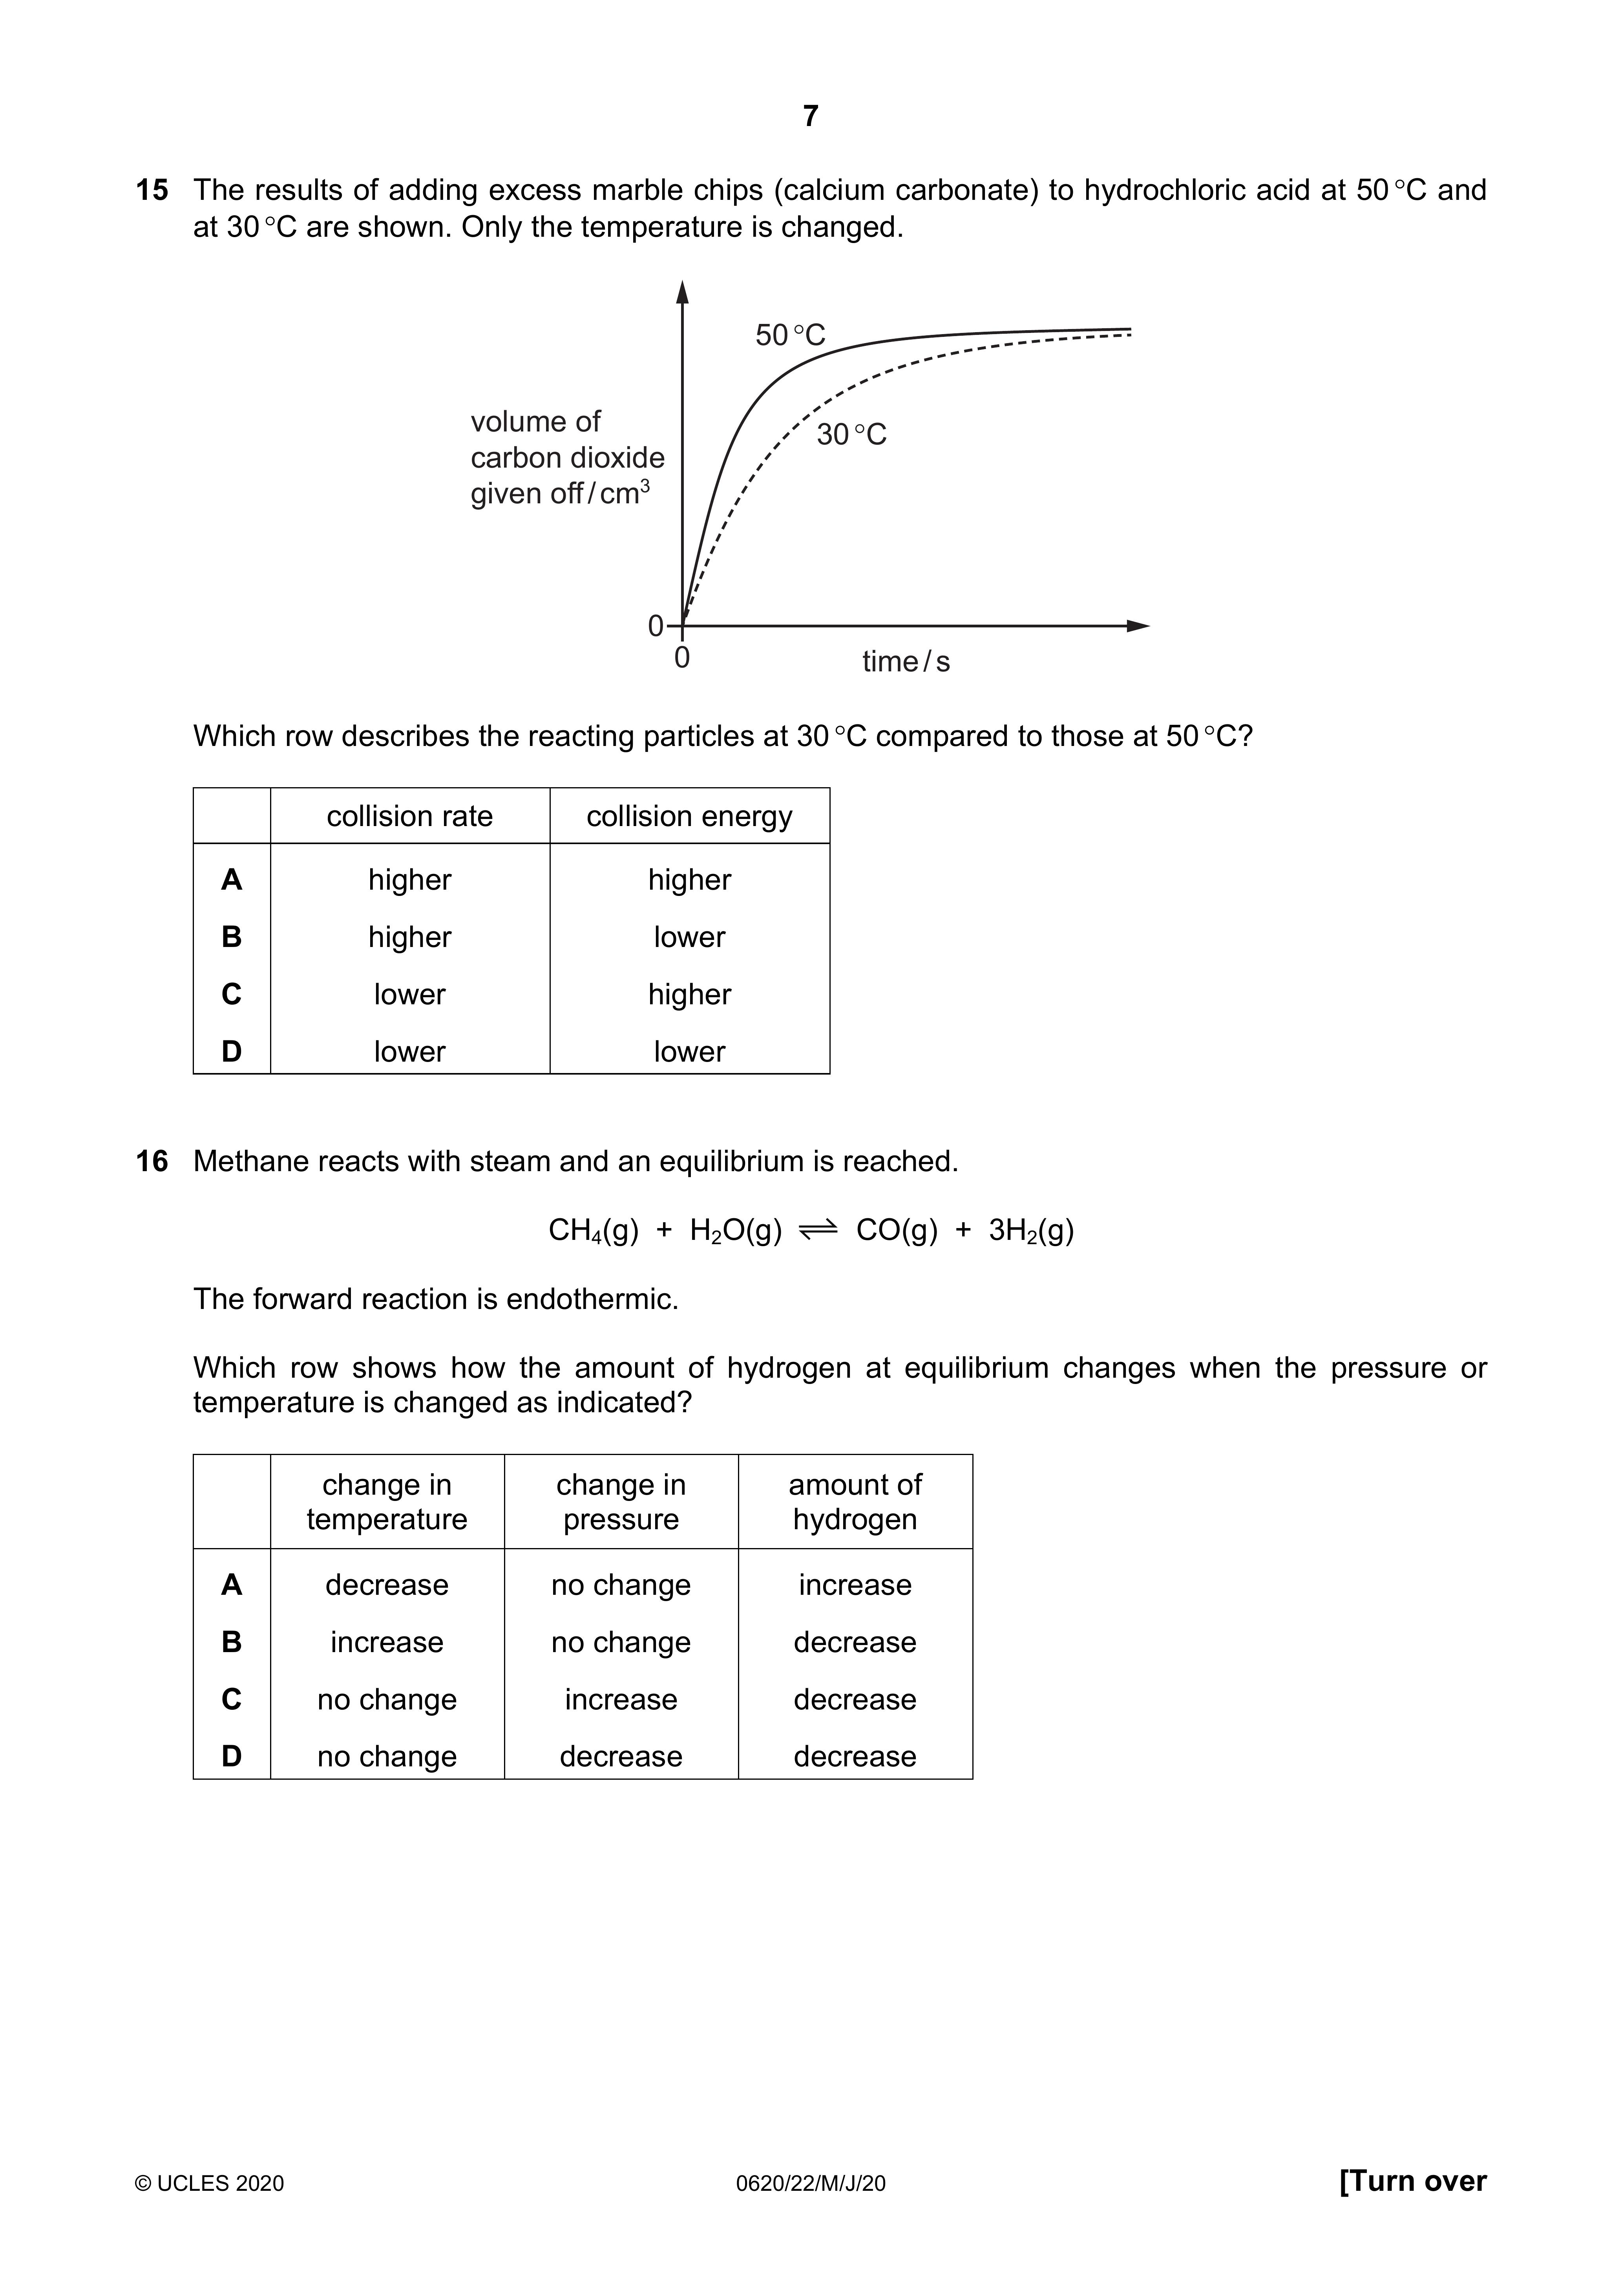 7
15 The results of adding excess marble chips (calcium carbonate) to hydrochloric acid at 50 °C and
at 30 °C are shown. Only the temperature is changed.
50 °C
volume of
carbon dioxide
given off / cm³
30 °C
0
0
time / s
Which row describes the reacting particles at 30 °C compared to those at 50 °C?
collision rate collision energy
A higher higher
B higher lower
C lower higher
D lower lower
16 Methane reacts with steam and an equilibrium is reached.
CH₄(g) + H₂O(g) ⇌ CO(g) + 3H₂(g)
The forward reaction is endothermic.
Which row shows how the amount of hydrogen at equilibrium changes when the pressure or
temperature is changed as indicated?
change in change in amount of
temperature pressure hydrogen
A decrease no change increase
B increase no change decrease
C no change increase decrease
D no change decrease decrease
© UCLES 2020 0620/22/M/J/20 [Turn over